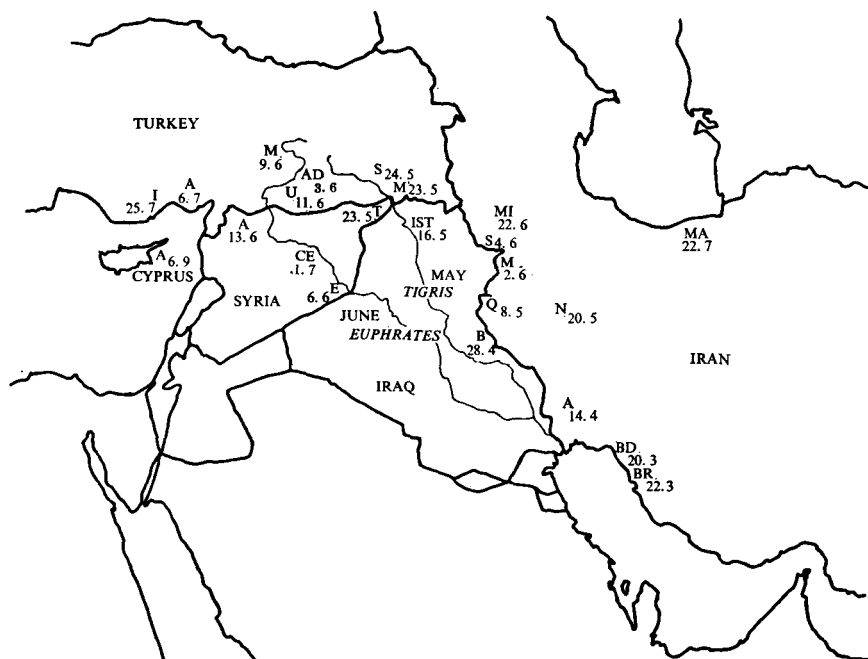 TURKEY
M
9. 6
AD
8. 6
S
24. 5
M
23. 5
U
11. 6
I
25. 7
A
6. 7
A
13. 6
23. 5
T
IST
16. 5
MI
22. 6
MA
22. 7
S
4. 6
M
2. 6
A
6. 9
CYPRUS
CE
1. 7
MAY
TIGRIS
E
6. 6
SYRIA
JUNE
EUPHRATES
Q
8. 5
N
20. 5
B
28. 4
IRAN
IRAQ
A
14. 4
BD
20. 3
BR
22. 3